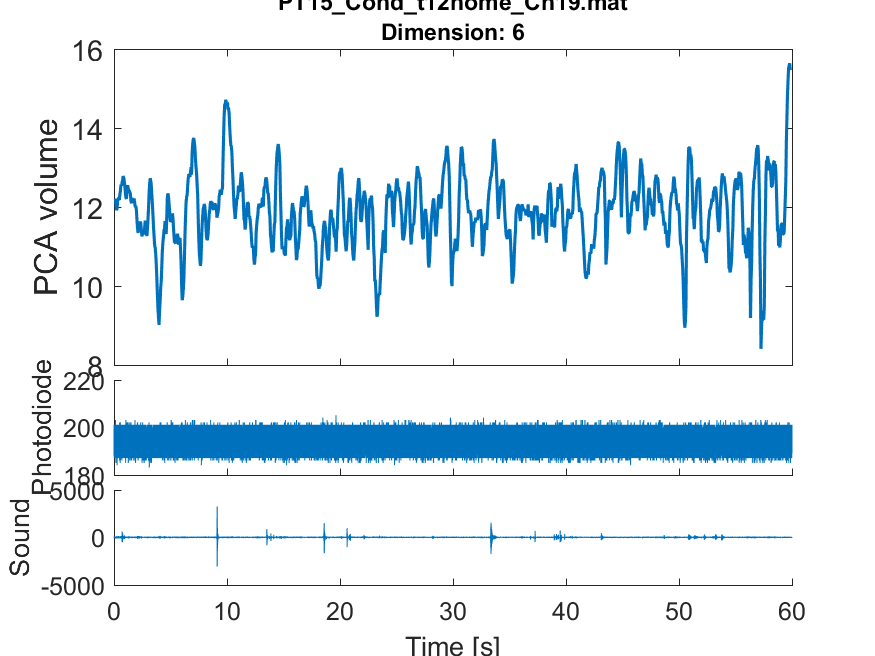 PT15_Cond_t12home_Ch19.mat
Dimension: 6
16
14
12
10
8
PCA volume
220
200
180
Photodiode
5000
0
-5000
Sound
0 10 20 30 40 50 60
Time [s]